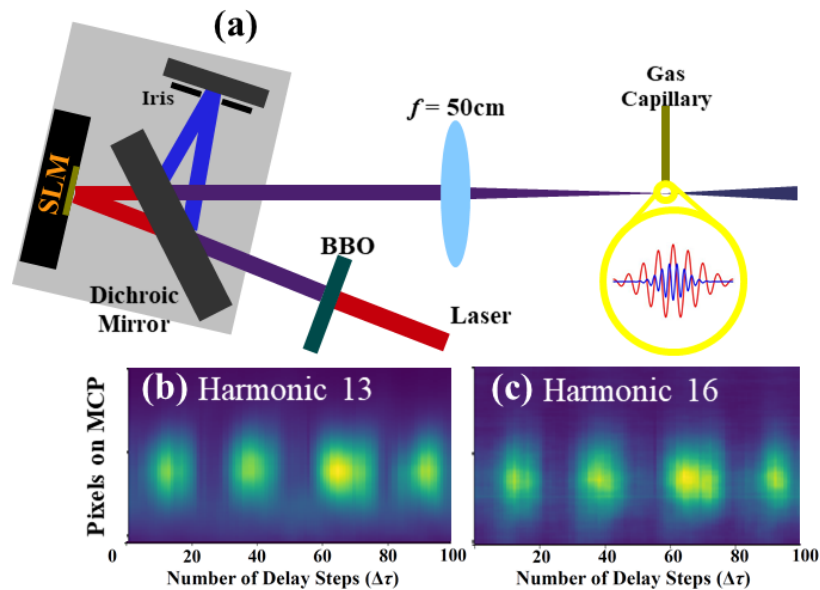 (a)
Iris
SLM
Dichroic
Mirror
BBO
Laser
f = 50cm
Gas
Capillary
(b) Harmonic 13
(c) Harmonic 16
Pixels on MCP
0 20 40 60 80 100
20 40 60 80 100
Number of Delay Steps (Δτ)
Number of Delay Steps (Δτ)